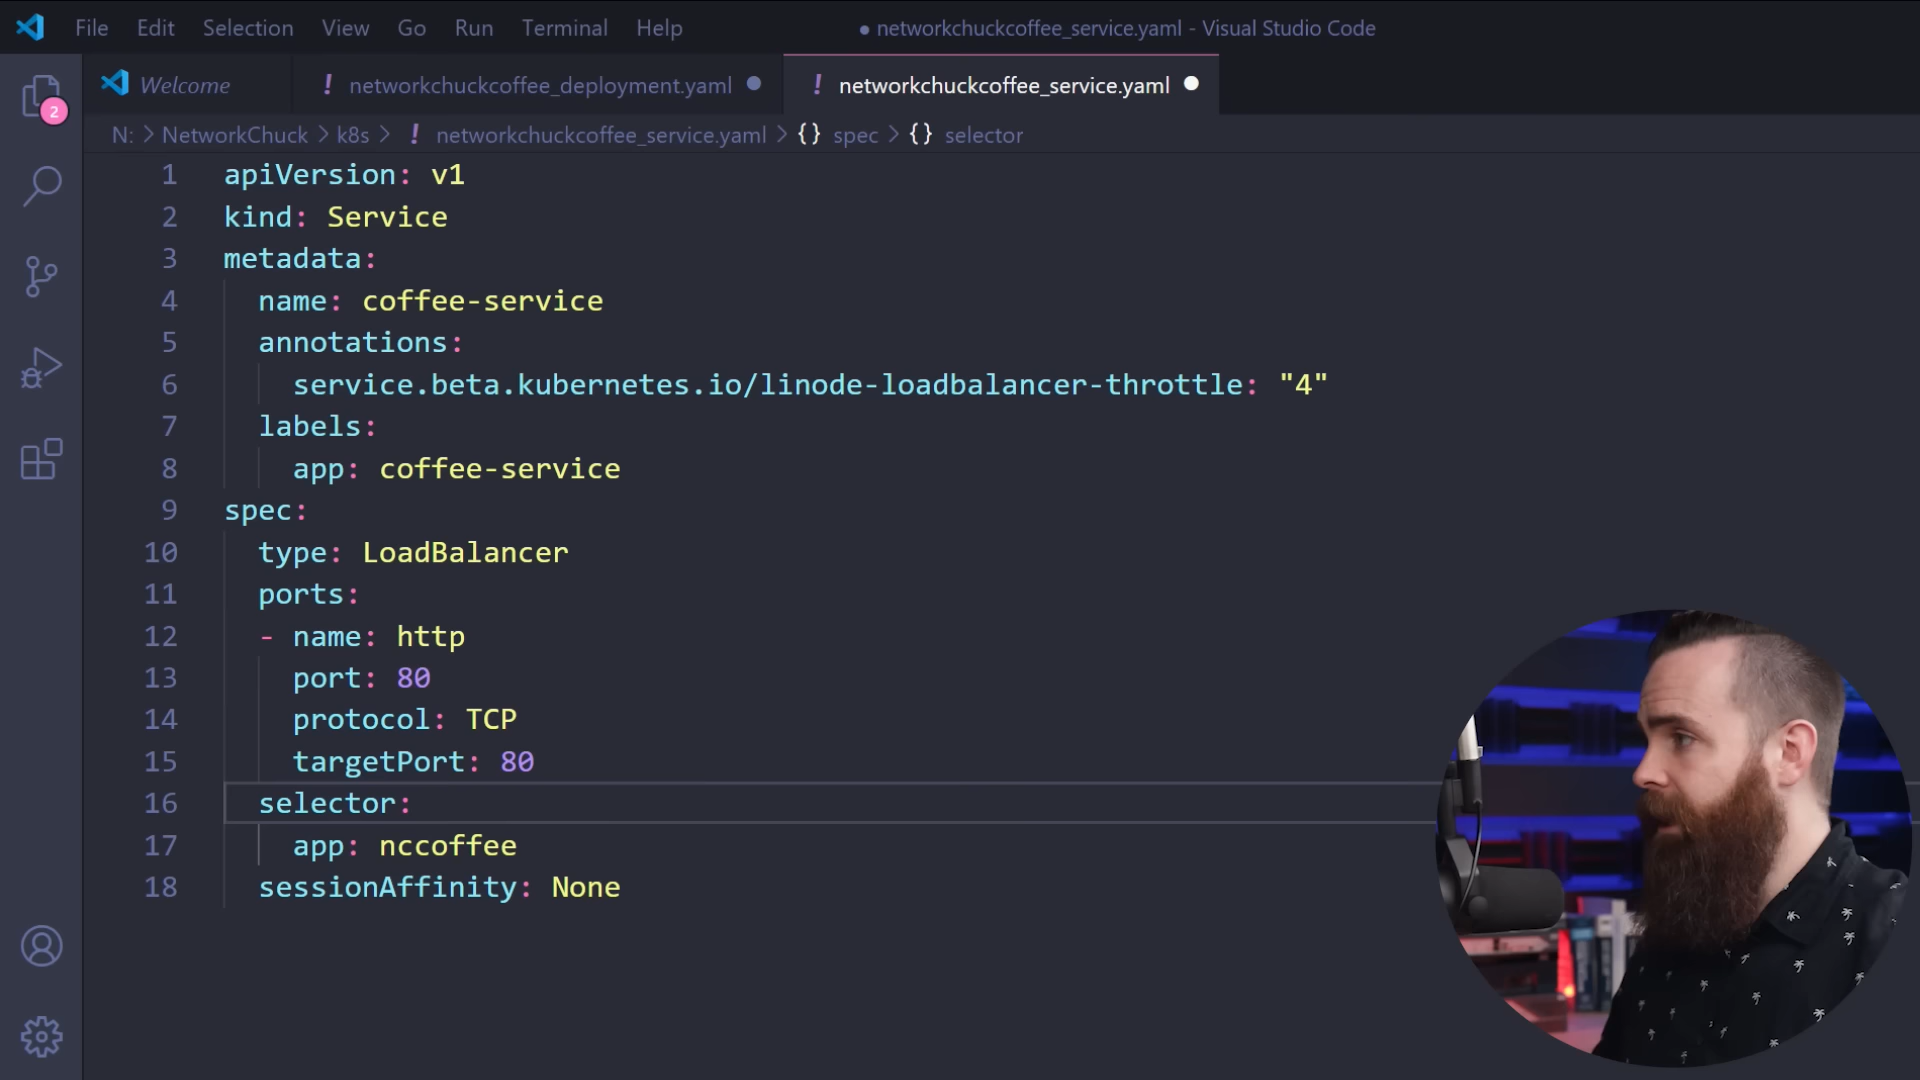 File Edit Selection View Go Run Terminal Help ● networkchuckcoffee_service.yaml - Visual Studio Code
Welcome ! networkchuckcoffee_deployment.yaml ! networkchuckcoffee_service.yaml
2
N: > NetworkChuck > k8s > ! networkchuckcoffee_service.yaml > {} spec > {} selector
1 apiVersion: v1
2 kind: Service
3 metadata:
4 name: coffee-service
5 annotations:
6 service.beta.kubernetes.io/linode-loadbalancer-throttle: "4"
7 labels:
8 app: coffee-service
9 spec:
10 type: LoadBalancer
11 ports:
12 - name: http
13 port: 80
14 protocol: TCP
15 targetPort: 80
16 selector:
17 app: nccoffee
18 sessionAffinity: None